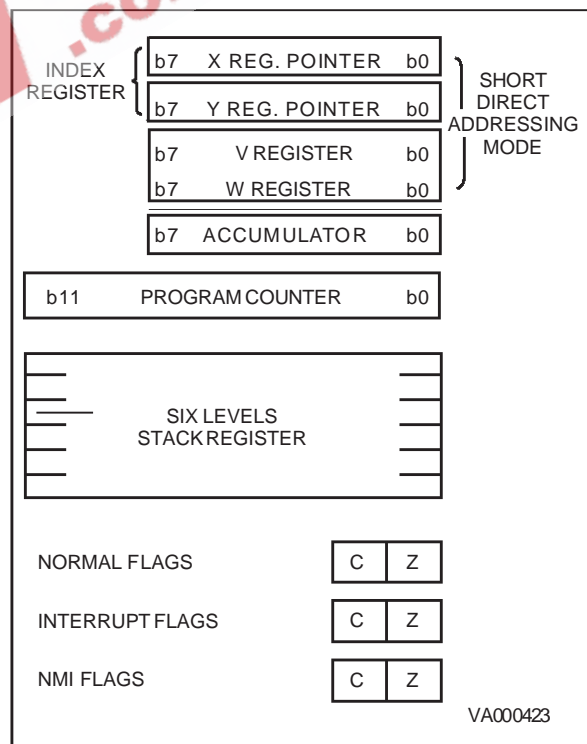 .co
INDEX
REGISTER
b7 X REG. POINTER b0
b7 Y REG. POINTER b0
b7 V REGISTER b0
b7 W REGISTER b0
SHORT
DIRECT
ADDRESSING
MODE
b7 ACCUMULATOR b0
b11 PROGRAM COUNTER b0
SIX LEVELS
STACK REGISTER
NORMAL FLAGS C Z
INTERRUPT FLAGS C Z
NMI FLAGS C Z
VA000423